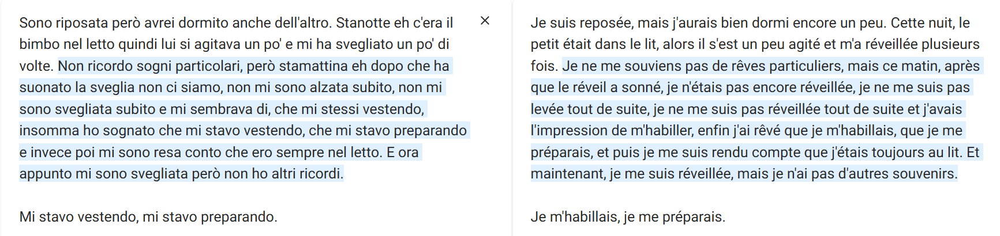 Sono riposata però avrei dormito anche dell'altro. Stanotte eh c'era il
bimbo nel letto quindi lui si agitava un po' e mi ha svegliato un po' di
volte. Non ricordo sogni particolari, però stamattina eh dopo che ha
suonato la sveglia non ci siamo, non mi sono alzata subito, non mi
sono svegliata subito e mi sembrava di, che mi stessi vestendo,
insomma ho sognato che mi stavo vestendo, che mi stavo preparando
e invece poi mi sono resa conto che ero sempre nel letto. E ora
appunto mi sono svegliata però non ho altri ricordi.
Mi stavo vestendo, mi stavo preparando.
Je suis reposée, mais j'aurais bien dormi encore un peu. Cette nuit, le
petit était dans le lit, alors il s'est un peu agité et m'a réveillée plusieurs
fois. Je ne me souviens pas de rêves particuliers, mais ce matin, après
que le réveil a sonné, je n'étais pas encore réveillée, je ne me suis pas
levée tout de suite, je ne me suis pas réveillée tout de suite et j'avais
l'impression de m'habiller, enfin j'ai rêvé que je m'habillais, que je me
préparais, et puis je me suis rendu compte que j'étais toujours au lit. Et
maintenant, je me suis réveillée, mais je n'ai pas d'autres souvenirs.
Je m'habillais, je me préparais.